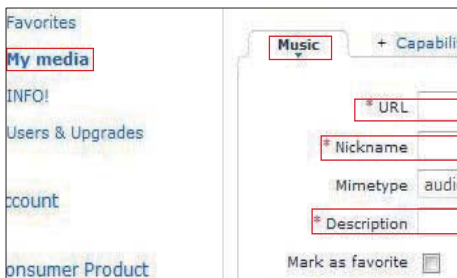 Favorites
My media
INFO!
Users & Upgrades
ccount
onsumer Product
Music + Capabili
* URL
* Nickname
Mimetype audi
* Description
Mark as favorite